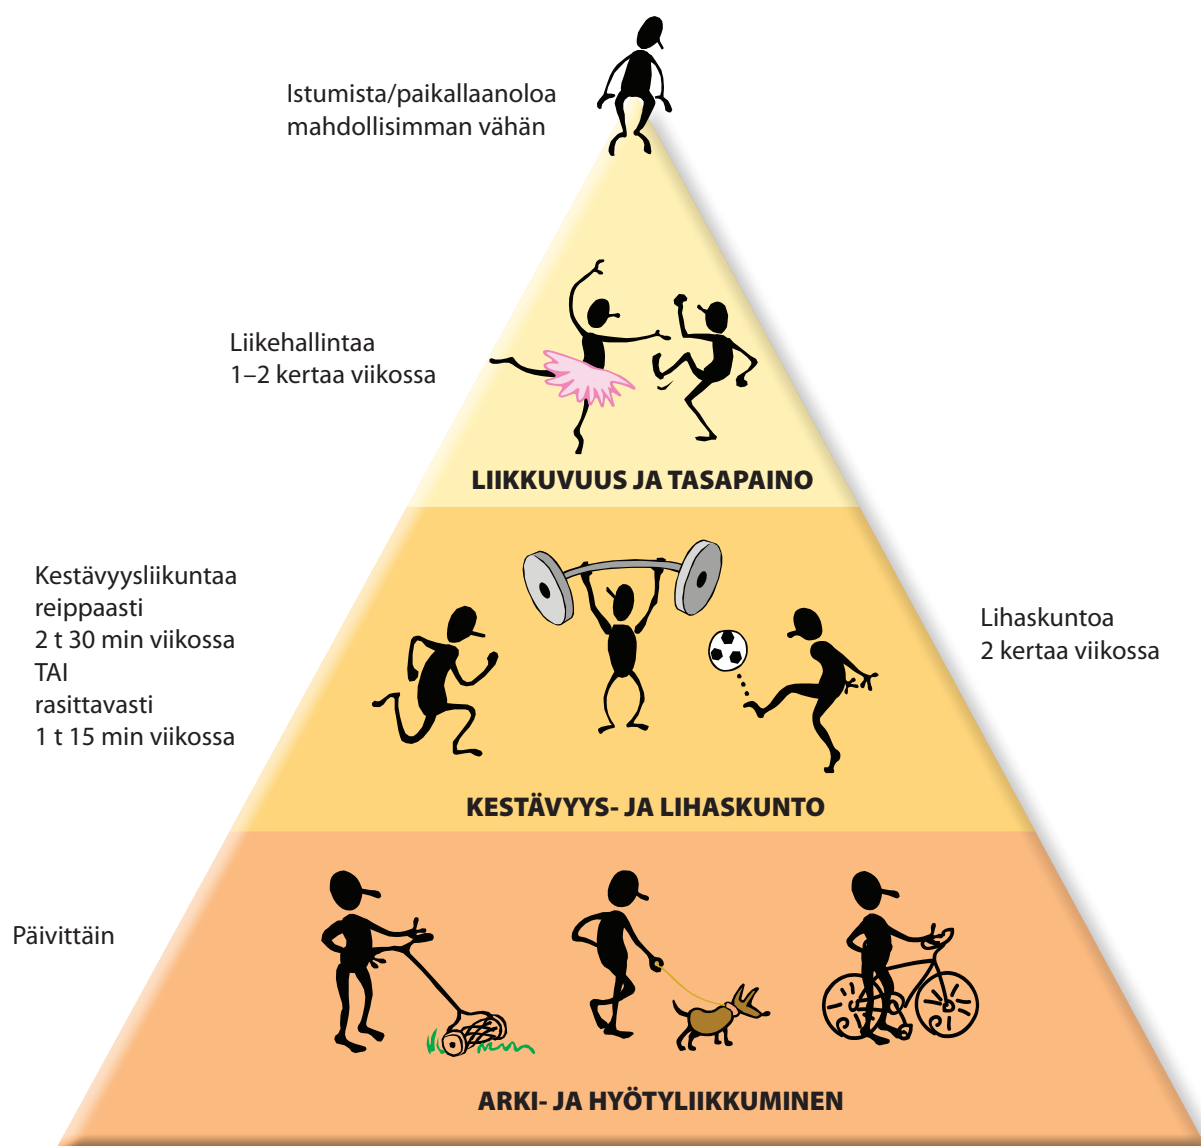 Istumista/paikallaanoloa
mahdollisimman vähän
Liikehallintaa
1–2 kertaa viikossa
LIIKKUVUUS JA TASAPAINO
Kestävyysliikuntaa
reippaasti
2 t 30 min viikossa
TAI
rasittavasti
1 t 15 min viikossa
Lihaskuntoa
2 kertaa viikossa
KESTÄVYYS- JA LIHASKUNTO
Päivittäin
ARKI- JA HYÖTYLIIKKUMINEN